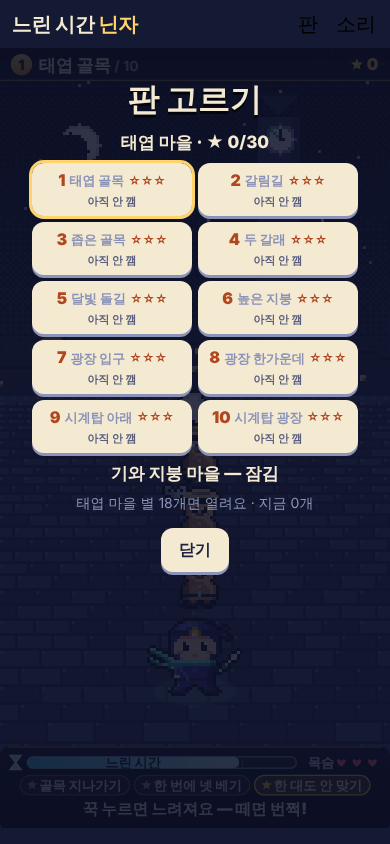 느린 시간 닌자 판 소리
1 태엽 골목 / 10 ★ 0
판 고르기
태엽 마을 · ★ 0/30
1 태엽 골목 ☆☆☆ 2 갈림길 ☆☆☆
아직 안 깸 아직 안 깸
3 좁은 골목 ☆☆☆ 4 두 갈래 ☆☆☆
아직 안 깸 아직 안 깸
5 달빛 돌길 ☆☆☆ 6 높은 지붕 ☆☆☆
아직 안 깸 아직 안 깸
7 광장 입구 ☆☆☆ 8 광장 한가운데 ☆☆☆
아직 안 깸 아직 안 깸
9 시계탑 아래 ☆☆☆ 10 시계탑 광장 ☆☆☆
아직 안 깸 아직 안 깸
기와 지붕 마을 — 잠김
태엽 마을 별 18개면 열려요 · 지금 0개
닫기
느린 시간 목숨 ♥ ♥ ♥
★골목 지나가기 ★한 번에 넷 베기 ★한 대도 안 맞기
꾹 누르면 느려져요 — 떼면 번쩍!